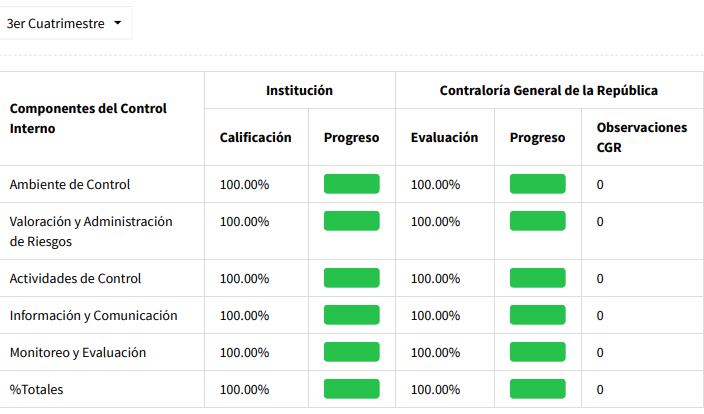 3er Cuatrimestre
Componentes del Control
Interno
Institución
Contraloría General de la República
Calificación
Progreso
Evaluación
Progreso
Observaciones
CGR
Ambiente de Control 100.00% 100.00% 0
Valoración y Administración
de Riesgos
100.00% 100.00% 0
Actividades de Control 100.00% 100.00% 0
Información y Comunicación 100.00% 100.00% 0
Monitoreo y Evaluación 100.00% 100.00% 0
%Totales 100.00% 100.00% 0